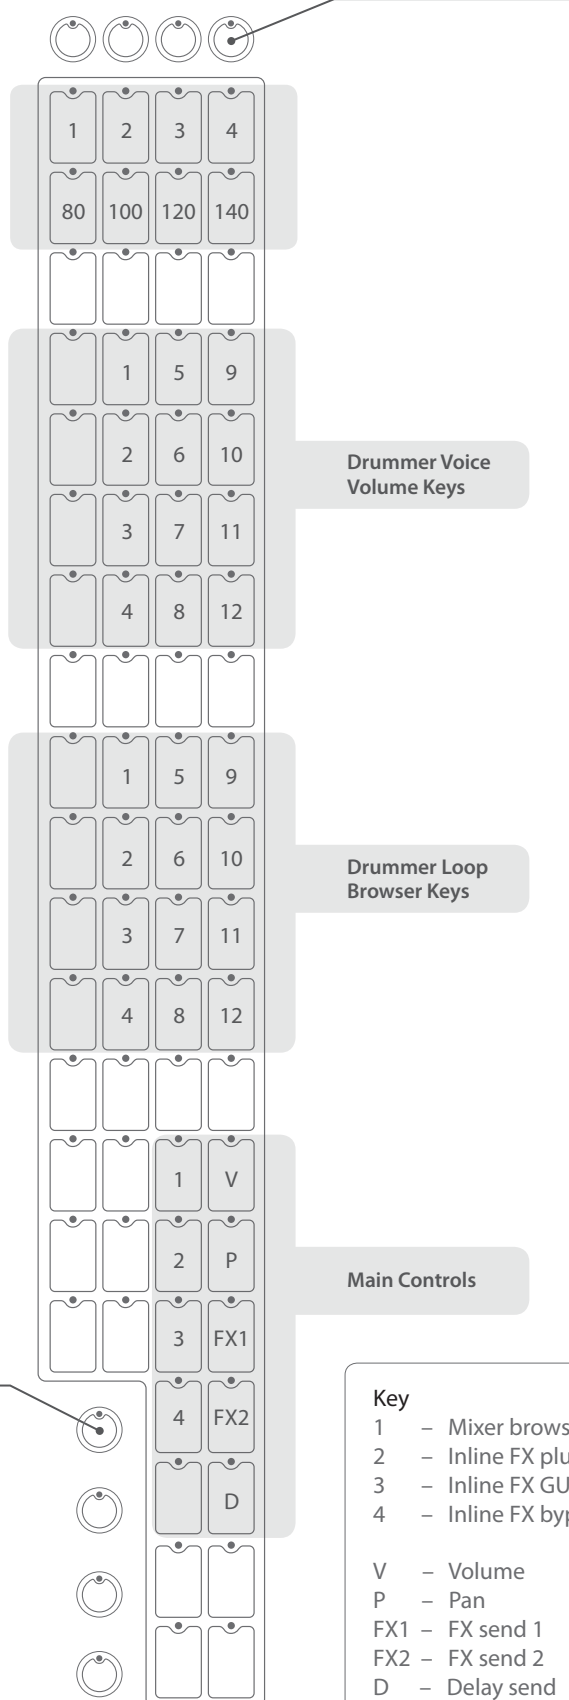 1 2 3 4
80 100 120 140
1 5 9
2 6 10
Drummer Voice
Volume Keys
3 7 11
4 8 12
1 5 9
2 6 10
Drummer Loop
Browser Keys
3 7 11
4 8 12
1 V
2 P
Main Controls
3 FX1
4 FX2
D
Key
1 – Mixer brows
2 – Inline FX plu
3 – Inline FX GU
4 – Inline FX byp
V – Volume
P – Pan
FX1 – FX send 1
FX2 – FX send 2
D – Delay send